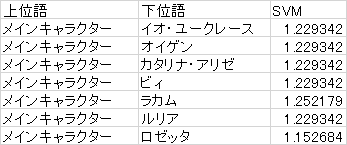 上位語 下位語 SVM
メインキャラクター イオ・ユークレース 1.229342
メインキャラクター オイゲン 1.229342
メインキャラクター カタリナ・アリゼ 1.229342
メインキャラクター ビィ 1.229342
メインキャラクター ラカム 1.252179
メインキャラクター ルリア 1.229342
メインキャラクター ロゼッタ 1.152684